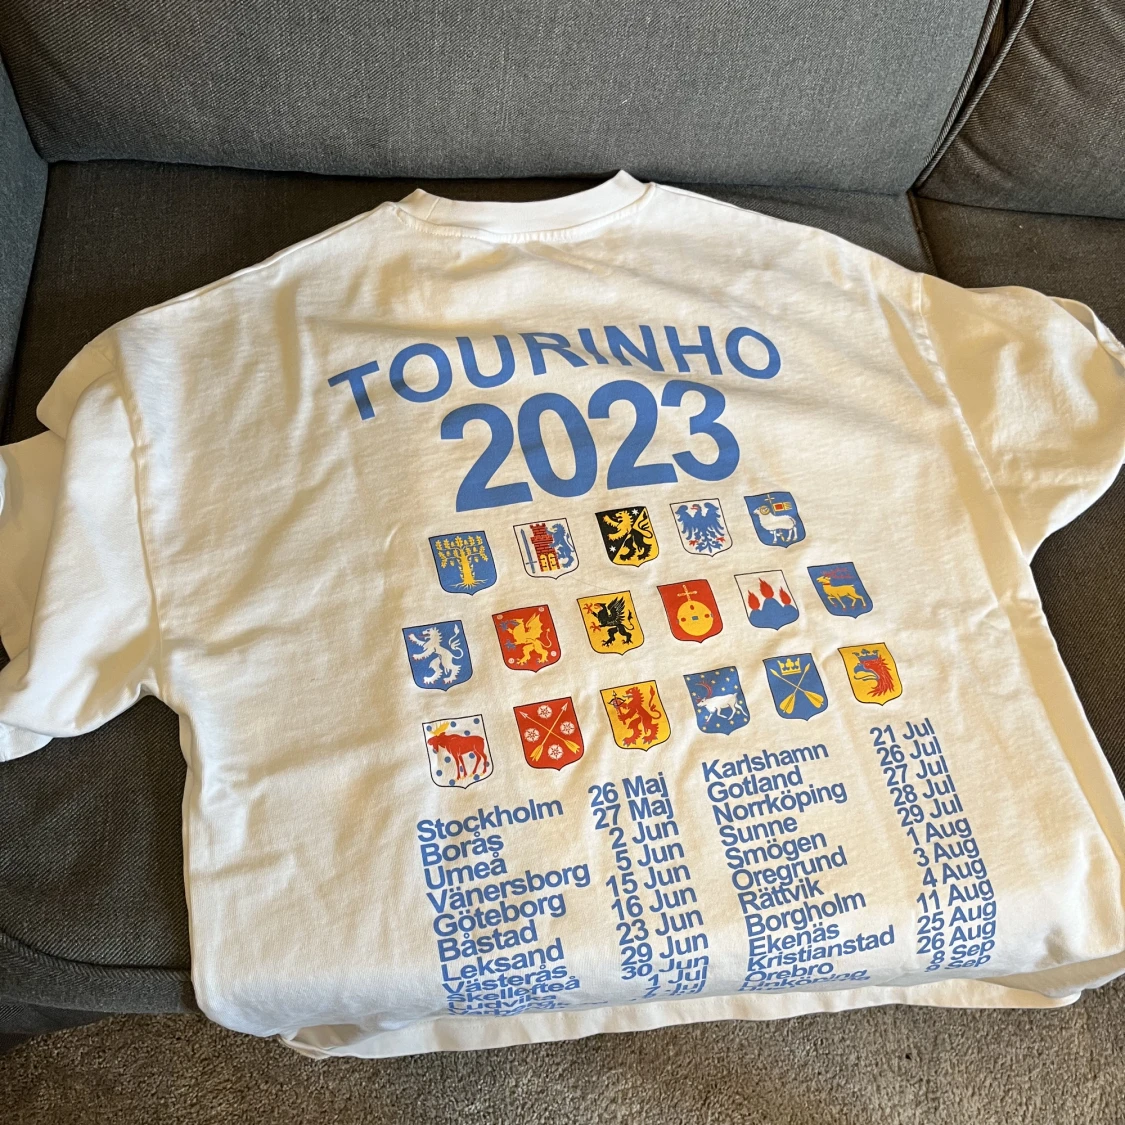 TOURINHO
2023
Stockholm 26 Maj
Borås 27 Maj
Umeå 2 Jun
Vänersborg 5 Jun
Göteborg 15 Jun
Båstad 16 Jun
Leksand 23 Jun
Västerås 29 Jun
Skellefteå 30 Jun
Ludvika 1 Jul
Jul
Karlshamn 21 Jul
Gotland 26 Jul
Norrköping 27 Jul
Sunne 28 Jul
Smögen 29 Jul
Öregrund 1 Aug
Rättvik 3 Aug
Borgholm 4 Aug
Ekenäs 11 Aug
Kristianstad 25 Aug
Örebro 26 Aug
Linköping 8 Sep
Sep